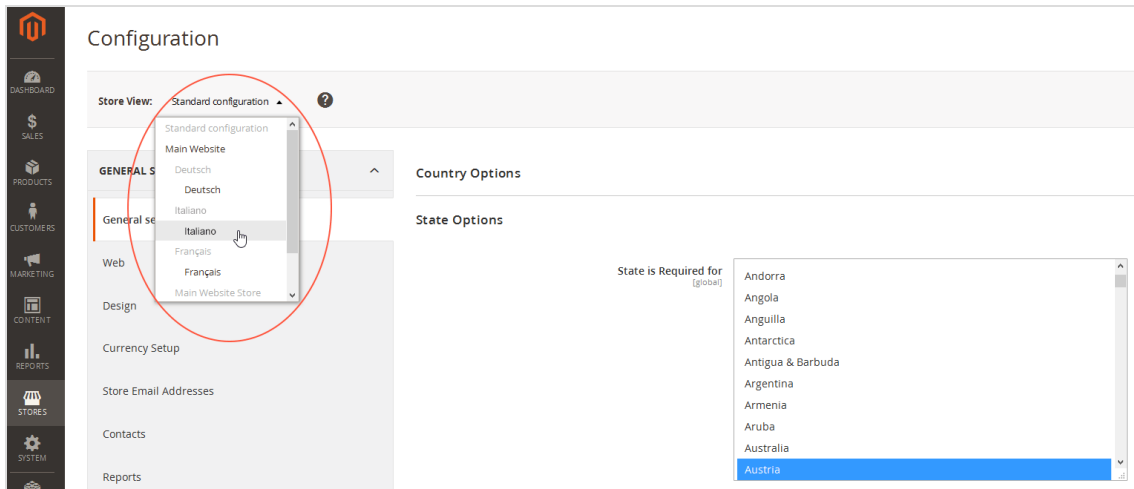 Configuration
DASHBOARD
SALES
PRODUCTS
CUSTOMERS
MARKETING
CONTENT
REPORTS
STORES
SYSTEM
Store View: Standard configuration
?
Standard configuration
Main Website
Deutsch
Deutsch
Italiano
Italiano
Français
Français
Main Website Store
GENERAL S
General se
Web
Design
Currency Setup
Store Email Addresses
Contacts
Reports
Country Options
State Options
State is Required for
[global]
Andorra
Angola
Anguilla
Antarctica
Antigua & Barbuda
Argentina
Armenia
Aruba
Australia
Austria